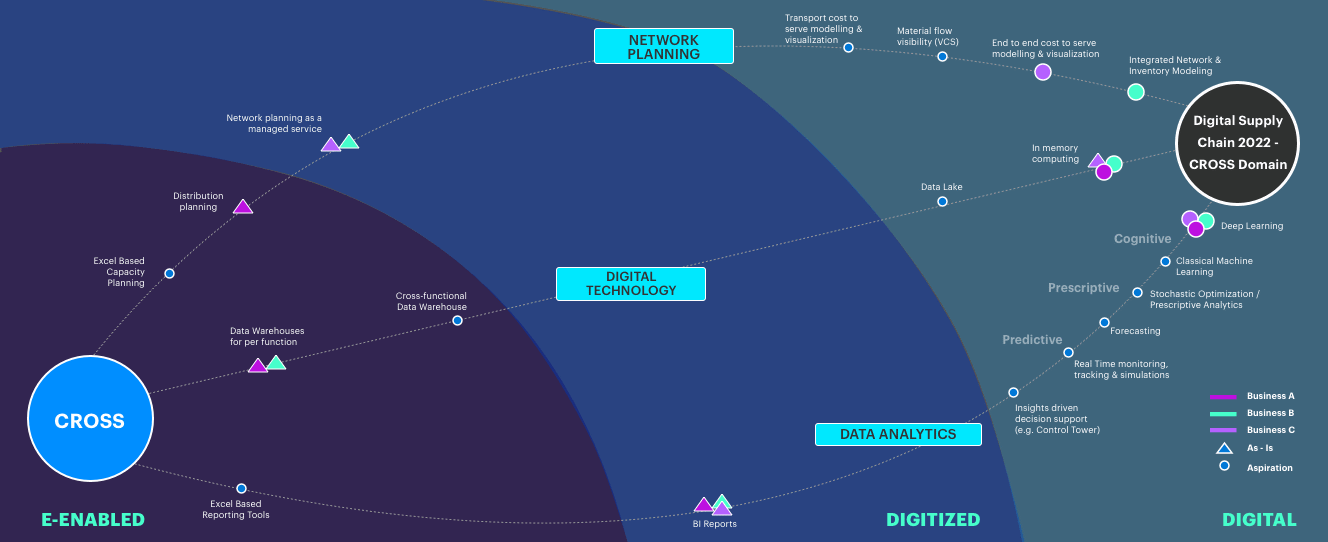 NETWORK
PLANNING
Transport cost to
serve modelling &
visualization
Material flow
visibility (VCS)
End to end cost to serve
modelling & visualization
Integrated Network &
Inventory Modeling
Digital Supply
Chain 2022 -
CROSS Domain
Network planning as a
managed service
In memory
computing
Data Lake
Distribution
planning
Deep Learning
Cognitive
Excel Based
Capacity
Planning
Classical Machine
Learning
DIGITAL
TECHNOLOGY
Prescriptive
Stochastic Optimization /
Prescriptive Analytics
Cross-functional
Data Warehouse
Forecasting
Data Warehouses
for per function
Predictive
Real Time monitoring,
tracking & simulations
CROSS
Insights driven
decision support
(e.g. Control Tower)
DATA ANALYTICS
Business A
Business B
Business C
As - Is
Aspiration
Excel Based
Reporting Tools
BI Reports
E-ENABLED
DIGITIZED
DIGITAL